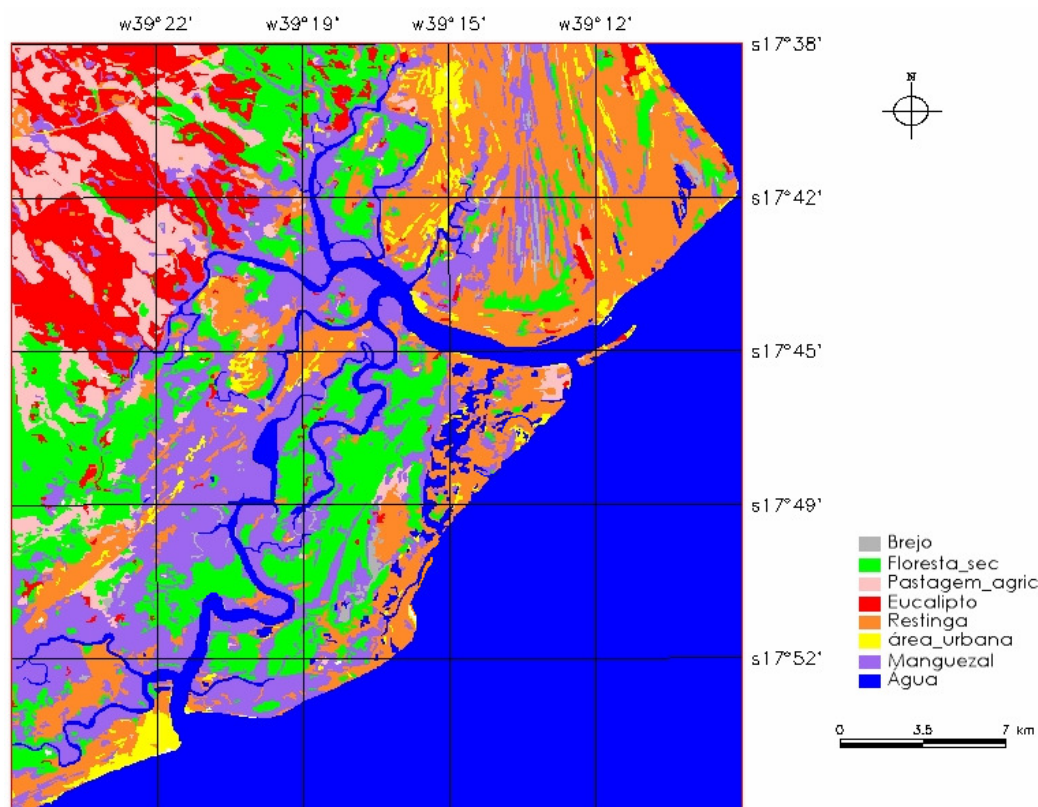 w39°22' w39°19' w39°15' w39°12'
s17°38'
N
s17°42'
s17°45'
s17°49'
Brejo
Floresta_sec
Pastagem_agric
Eucalipto
Restinga
área_urbana
Manguezal
Água
s17°52'
0 3.5 7 km